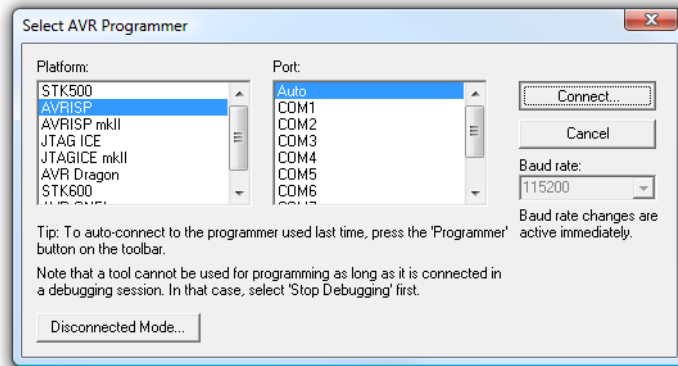 Select AVR Programmer
Platform:
STK500
AVRISP
AVRISP mkII
JTAG ICE
JTAGICE mkII
AVR Dragon
STK600
Port:
Auto
COM1
COM2
COM3
COM4
COM5
COM6
Connect...
Cancel
Baud rate:
115200
Baud rate changes are
active immediately.
Tip: To auto-connect to the programmer used last time, press the 'Programmer'
button on the toolbar.
Note that a tool cannot be used for programming as long as it is connected in
a debugging session. In that case, select 'Stop Debugging' first.
Disconnected Mode...